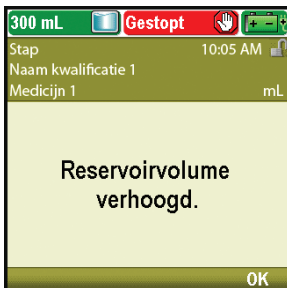 300 mL Gestopt
Stap 10:05 AM
Naam kwalificatie 1
Medicijn 1 mL
Reservoirvolume
verhoogd.
OK